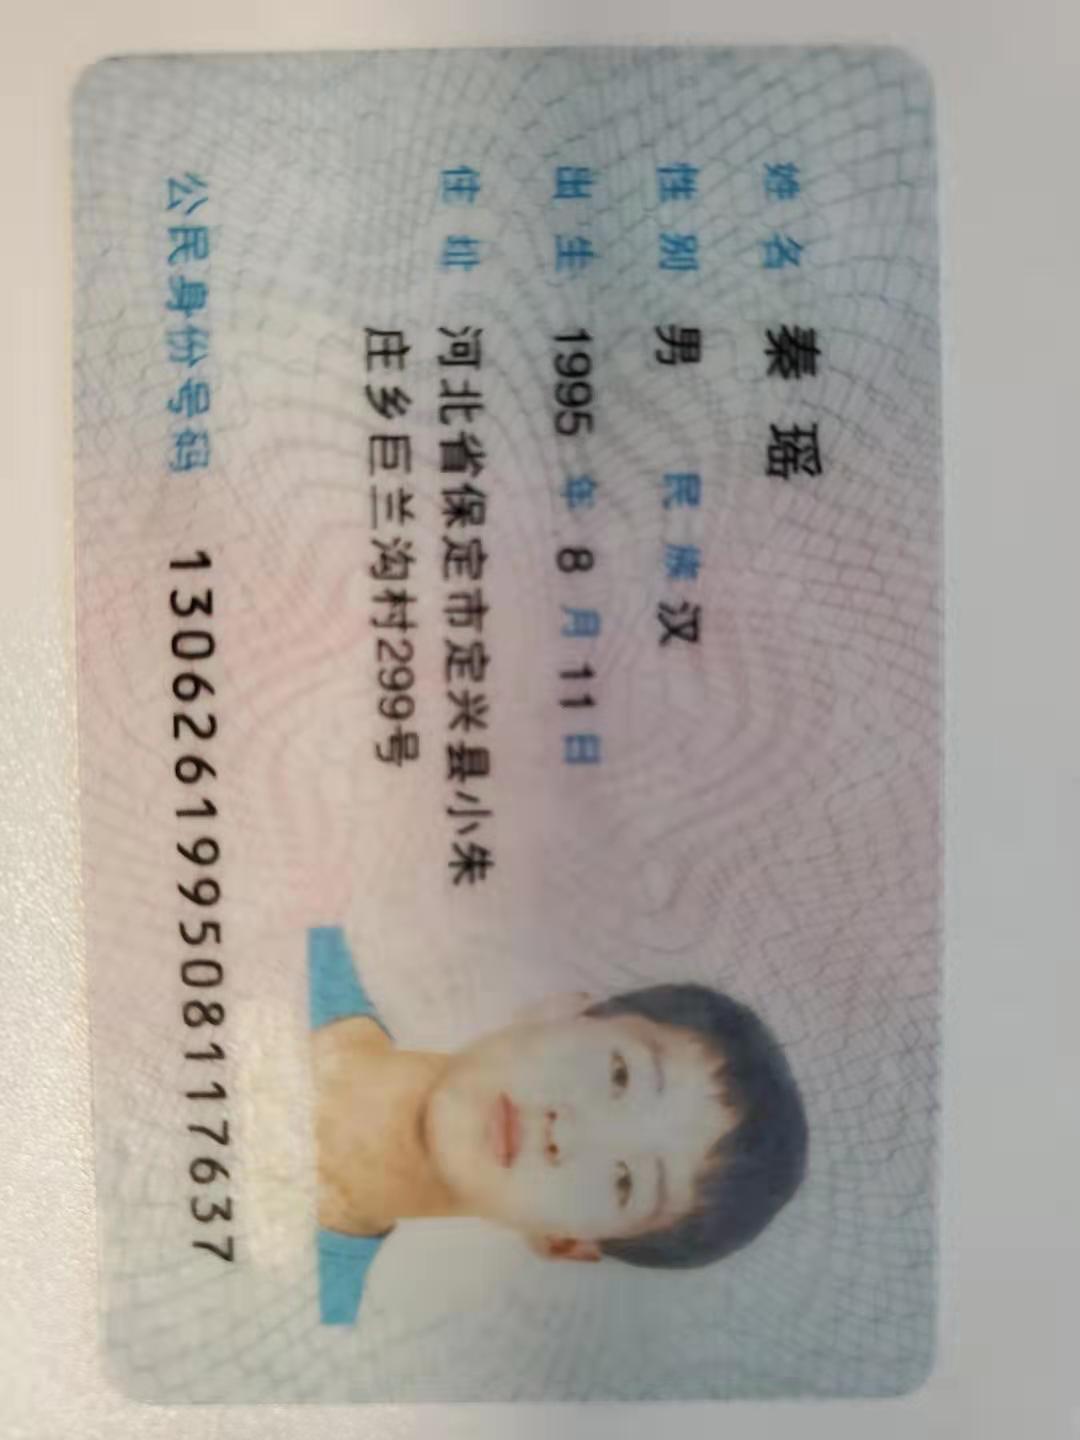 姓名 秦瑶
性别 男 民族 汉
出生 1995 年 8 月 11 日
住址 河北省保定市定兴县小朱
庄乡巨兰沟村299号
公民身份号码 130626199508117637